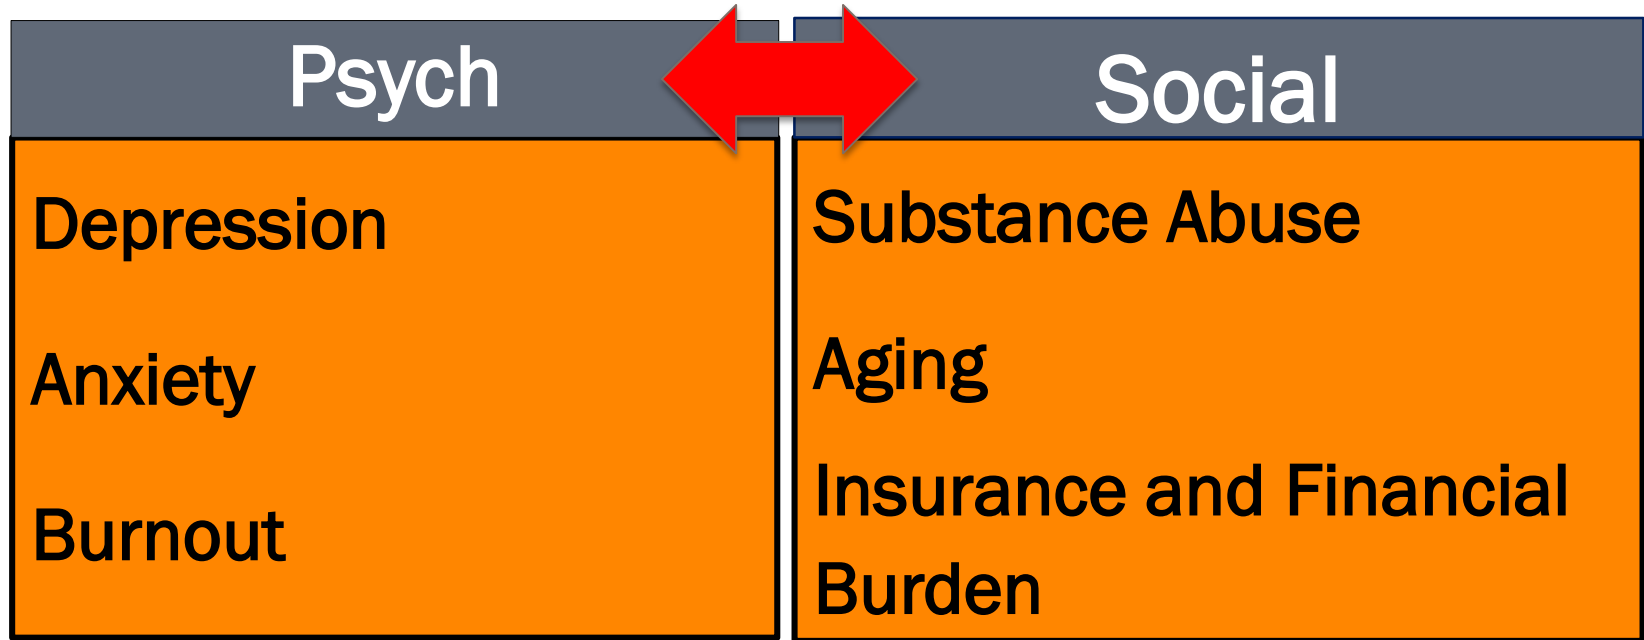 Psych
Depression
Anxiety
Burnout
Social
Substance Abuse
Aging
Insurance and Financial
Burden